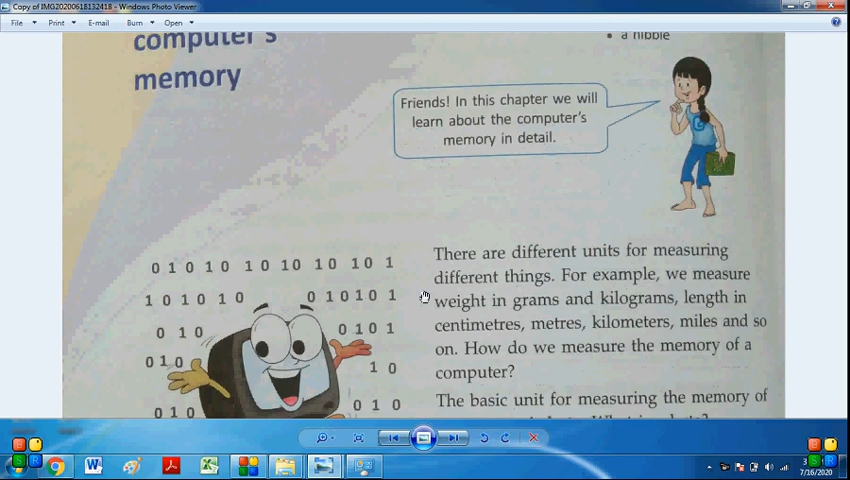 Copy of IMG20200618132418 - Windows Photo Viewer
File Print E-mail Burn Open
computer's
memory
• a nibble
Friends! In this chapter we will
learn about the computer's
memory in detail.
0 1 0 1 0 1 0 1 0 1 0 1 0 1
1 0 1 0 1 0 0 1 0 1 0 1
0 1 0 0 1 0 1
0 1 0 1 0
0 1 0 0 1 0
There are different units for measuring
different things. For example, we measure
weight in grams and kilograms, length in
centimetres, metres, kilometers, miles and so
on. How do we measure the memory of a
computer?
The basic unit for measuring the memory of
7/16/2020